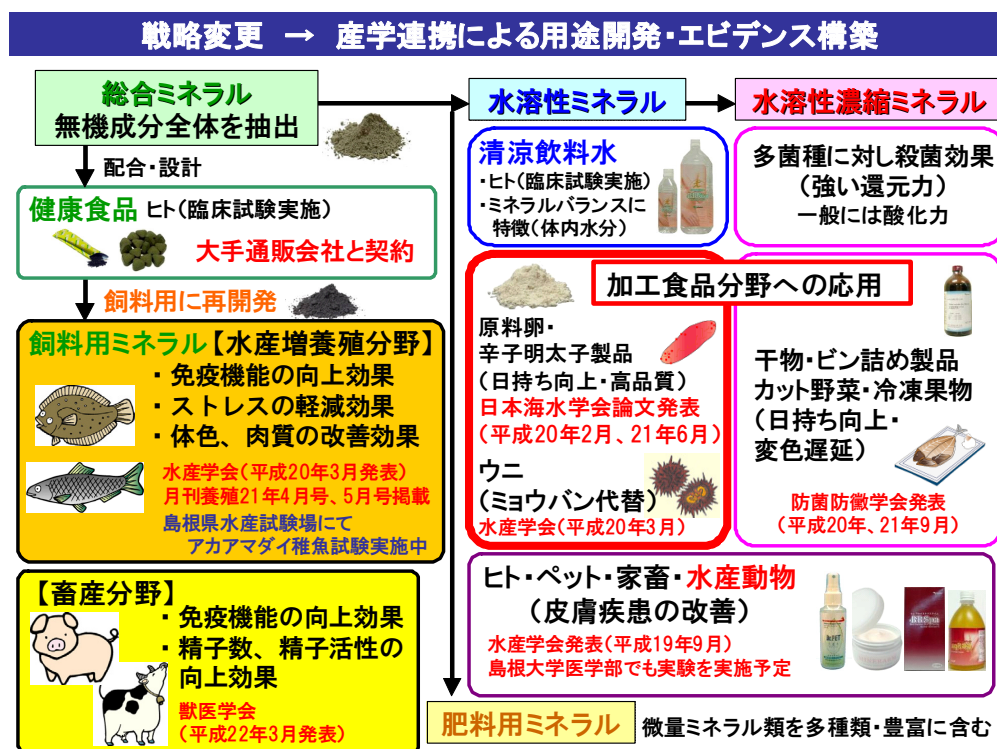 戦略変更 → 産学連携による用途開発・エビデンス構築
総合ミネラル
無機成分全体を抽出
配合・設計
健康食品 ヒト(臨床試験実施)
大手通販会社と契約
飼料用に再開発
飼料用ミネラル【水産増養殖分野】
・免疫機能の向上効果
・ストレスの軽減効果
・体色、肉質の改善効果
水産学会(平成20年3月発表)
月刊養殖21年4月号、5月号掲載
島根県水産試験場にて
アカアマダイ稚魚試験実施中
【畜産分野】
・免疫機能の向上効果
・精子数、精子活性の
向上効果
獣医学会
(平成22年3月発表)
水溶性ミネラル
清涼飲料水
・ヒト(臨床試験実施)
・ミネラルバランスに
特徴(体内水分)
水溶性濃縮ミネラル
多菌種に対し殺菌効果
(強い還元力)
一般には酸化力
加工食品分野への応用
原料卵・
辛子明太子製品
(日持ち向上・高品質)
日本海水学会論文発表
(平成20年2月、21年6月)
ウニ
(ミョウバン代替)
水産学会(平成20年3月)
干物・ビン詰め製品
カット野菜・冷凍果物
(日持ち向上・
変色遅延)
防菌防黴学会発表
(平成20年、21年9月)
ヒト・ペット・家畜・水産動物
(皮膚疾患の改善)
水産学会発表(平成19年9月)
島根大学医学部でも実験を実施予定
肥料用ミネラル 微量ミネラル類を多種類・豊富に含む